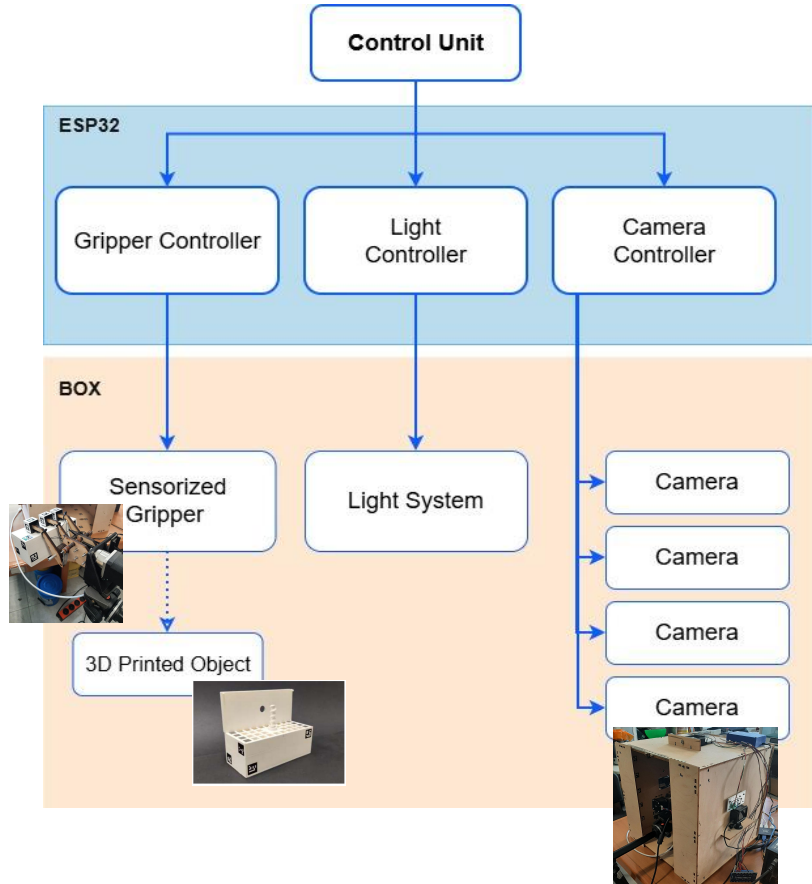 Control Unit
ESP32
Gripper Controller
Light
Controller
Camera
Controller
BOX
Sensorized
Gripper
Light System
Camera
Camera
Camera
Camera
3D Printed Object